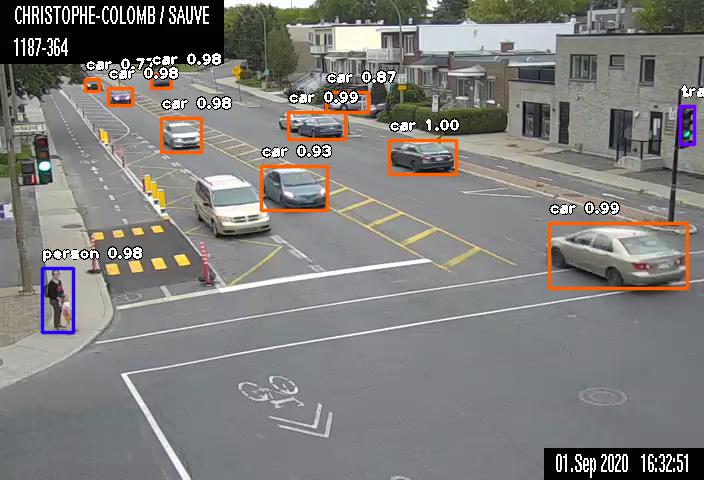 CHRISTOPHE-COLOMB / SAUVE
1187-364
car 0.77
car 0.98
car 0.98
car 0.98
car 0.87
car 0.99
car 1.00
car 0.93
car 0.99
person 0.98
tra
01.Sep 2020 16:32:51